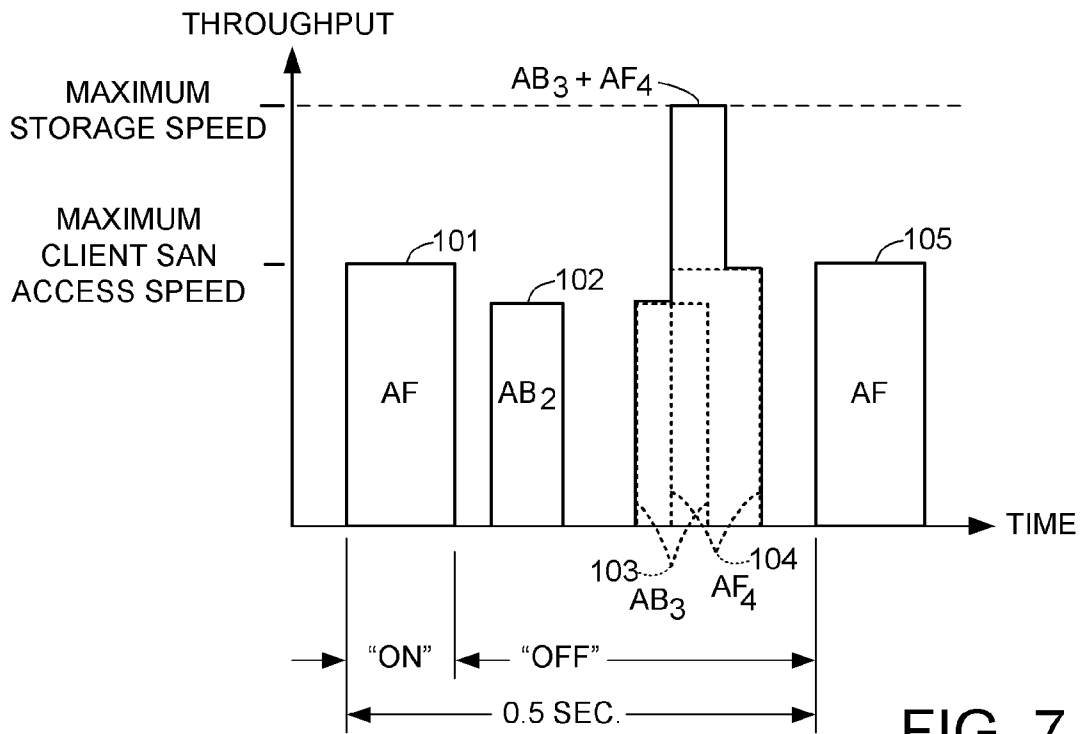 THROUGHPUT
AB3 + AF4
MAXIMUM
STORAGE SPEED
MAXIMUM
CLIENT SAN
ACCESS SPEED
101
102
105
AF
AB2
AF
TIME
103
104
AB3
AF4
"ON"
"OFF"
0.5 SEC.
FIG. 7